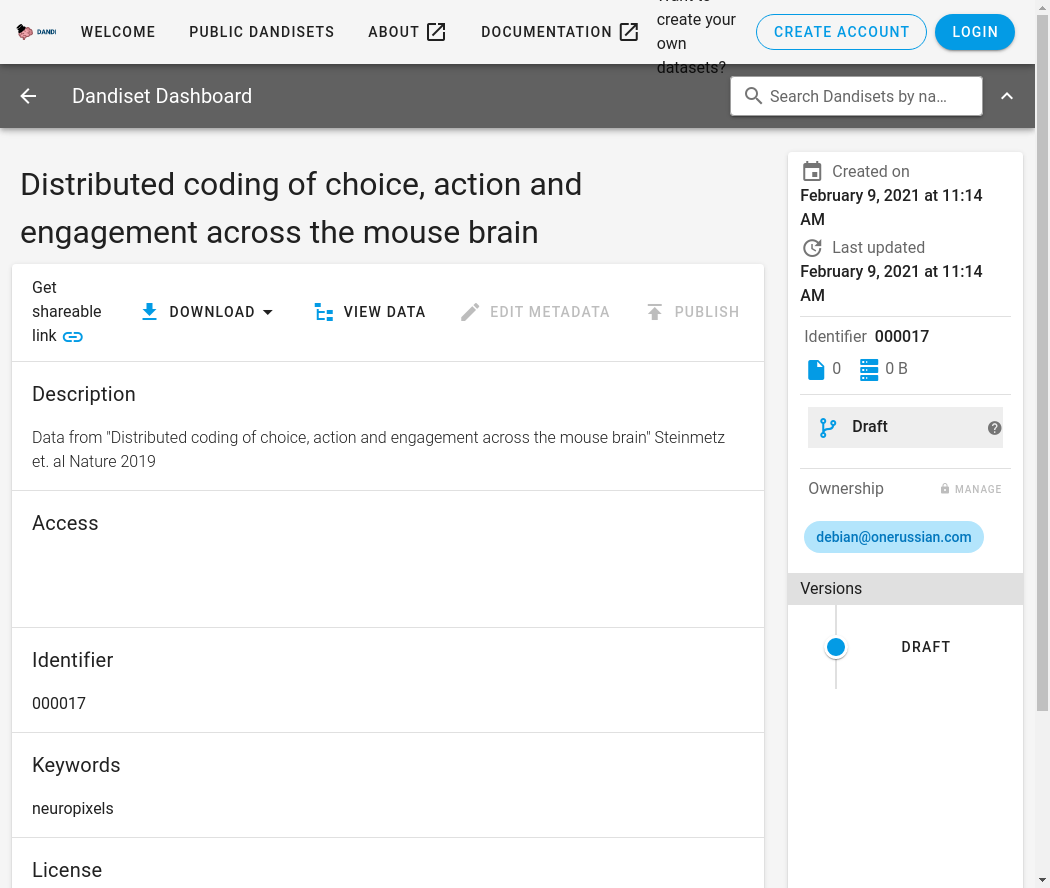 DANDI
WELCOME
PUBLIC DANDISETS
ABOUT
DOCUMENTATION
create your
own
datasets?
CREATE ACCOUNT
LOGIN
Dandiset Dashboard
Search Dandisets by na…
Distributed coding of choice, action and
engagement across the mouse brain
Get
shareable
link
DOWNLOAD
VIEW DATA
EDIT METADATA
PUBLISH
Description
Data from "Distributed coding of choice, action and engagement across the mouse brain" Steinmetz
et. al Nature 2019
Access
Identifier
000017
Keywords
neuropixels
License
Created on
February 9, 2021 at 11:14
AM
Last updated
February 9, 2021 at 11:14
AM
Identifier 000017
0
0 B
Draft
?
Ownership
MANAGE
debian@onerussian.com
Versions
DRAFT